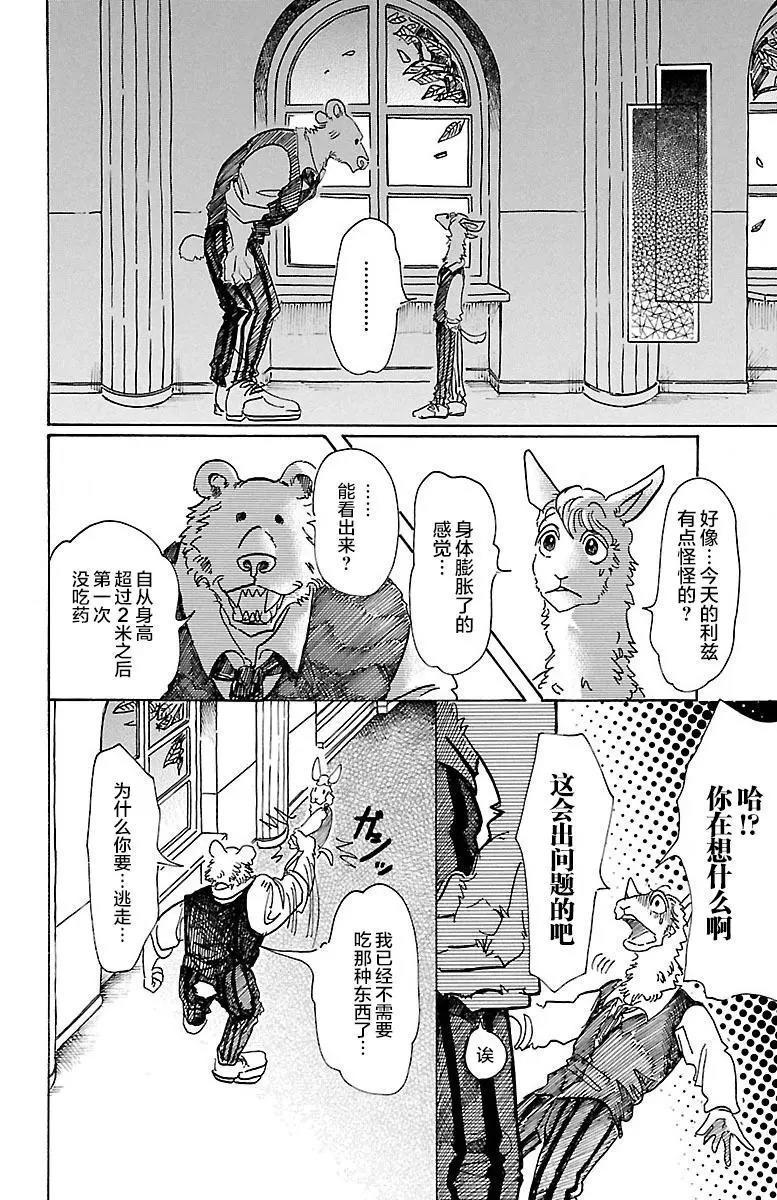 …………
好像…今天的利兹
有点怪怪的？
身体膨胀了的
感觉…
……
能看出来？
自从身高
超过2米之后
第一次
没吃药
哈!?
你在想什么啊
这会出问题的吧
诶
我已经不需要
吃那种东西了…
ガッ
为什么你要…逃走…